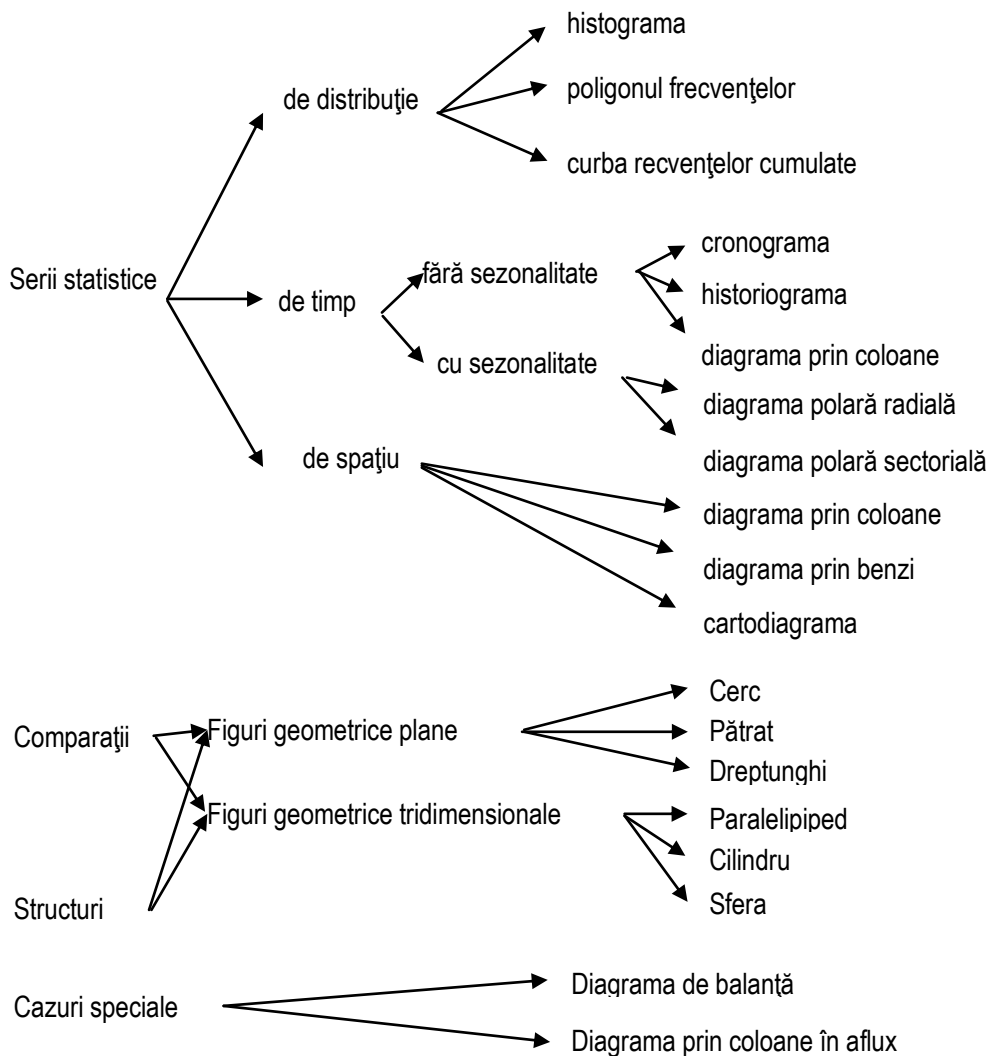 histograma
de distribuţie
poligonul frecvenţelor
curba recvenţelor cumulate
cronograma
Serii statistice
fără sezonalitate
de timp
historiograma
cu sezonalitate
diagrama prin coloane
diagrama polară radială
de spaţiu
diagrama polară sectorială
diagrama prin coloane
diagrama prin benzi
cartodiagrama
Cerc
Comparaţii
Figuri geometrice plane
Pătrat
Dreptunghi
Figuri geometrice tridimensionale
Paralelipiped
Cilindru
Structuri
Sfera
Diagrama de balanţă
Cazuri speciale
Diagrama prin coloane în aflux